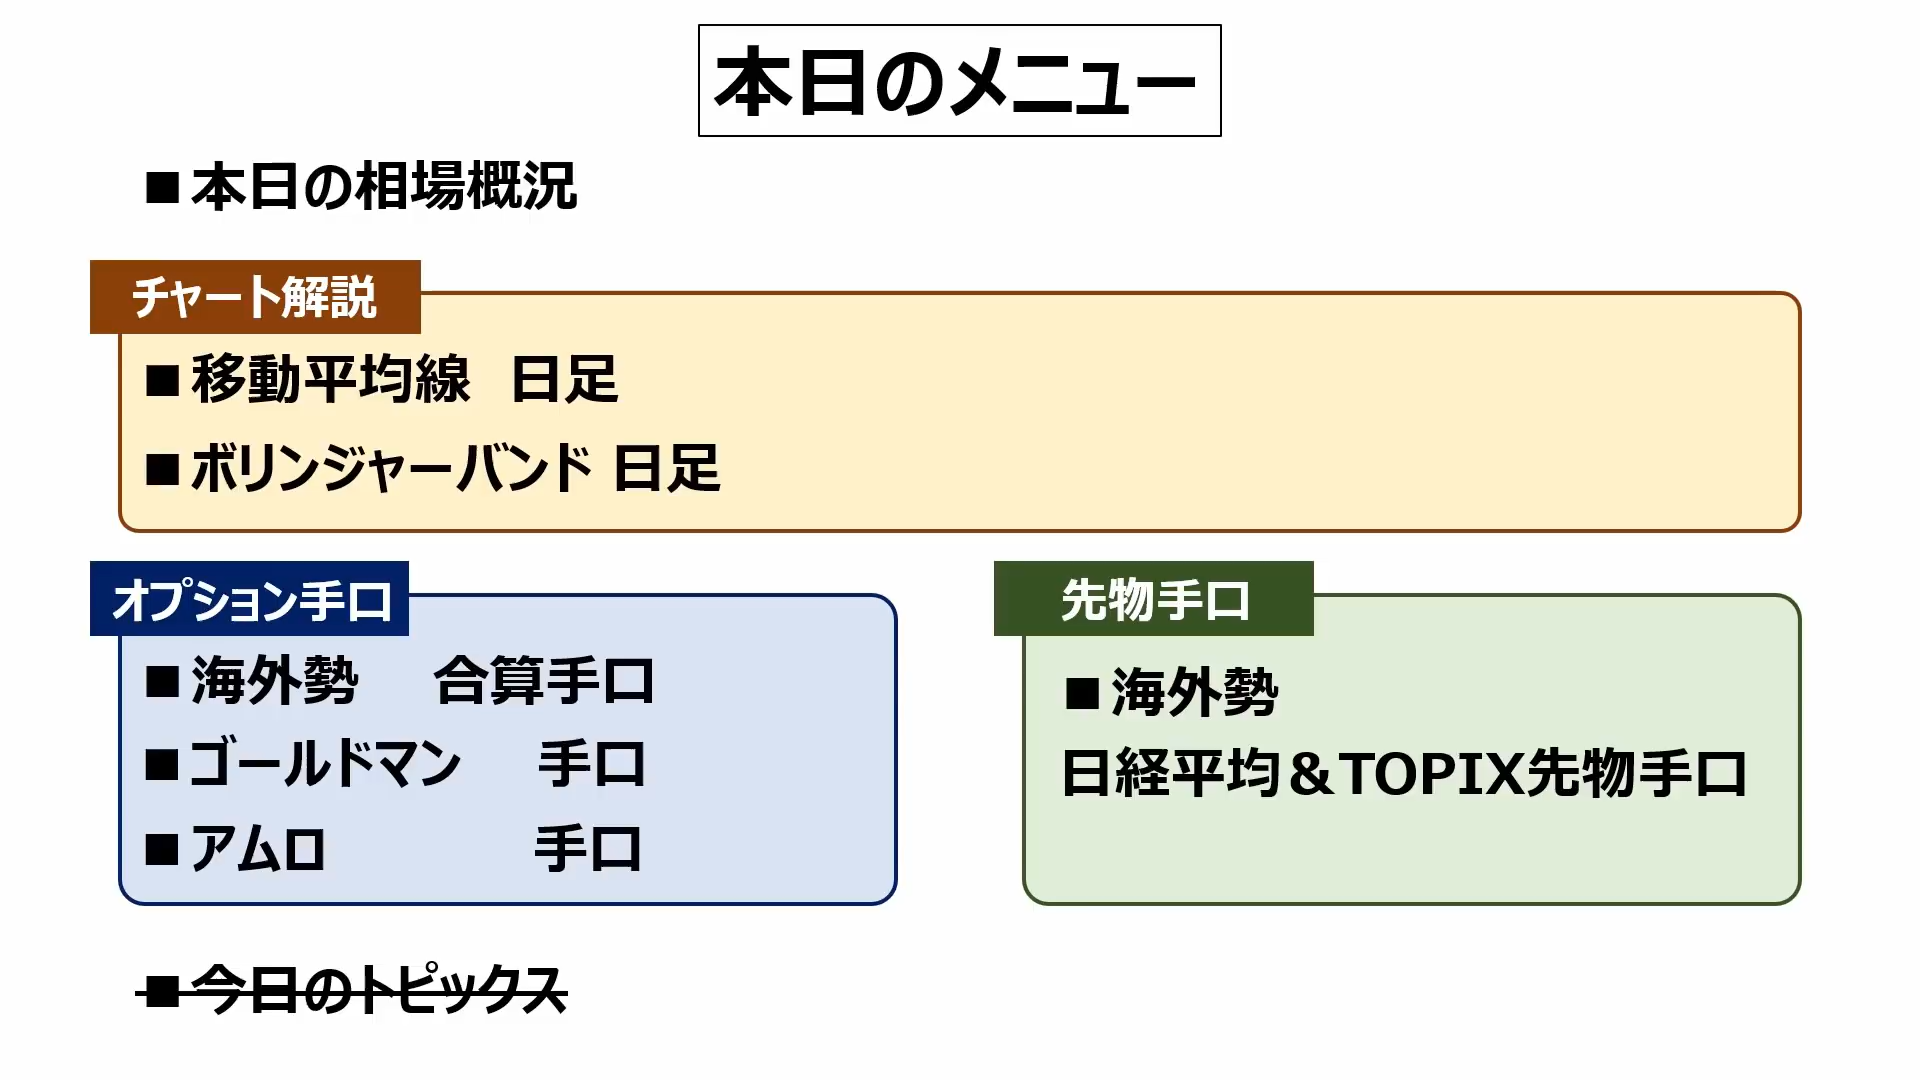 本日のメニュー
■本日の相場概況
チャート解説
■移動平均線 日足
■ボリンジャーバンド 日足
オプション手口
■海外勢 合算手口
■ゴールドマン 手口
■アムロ 手口
先物手口
■海外勢
日経平均＆TOPIX先物手口
■今日のトピックス